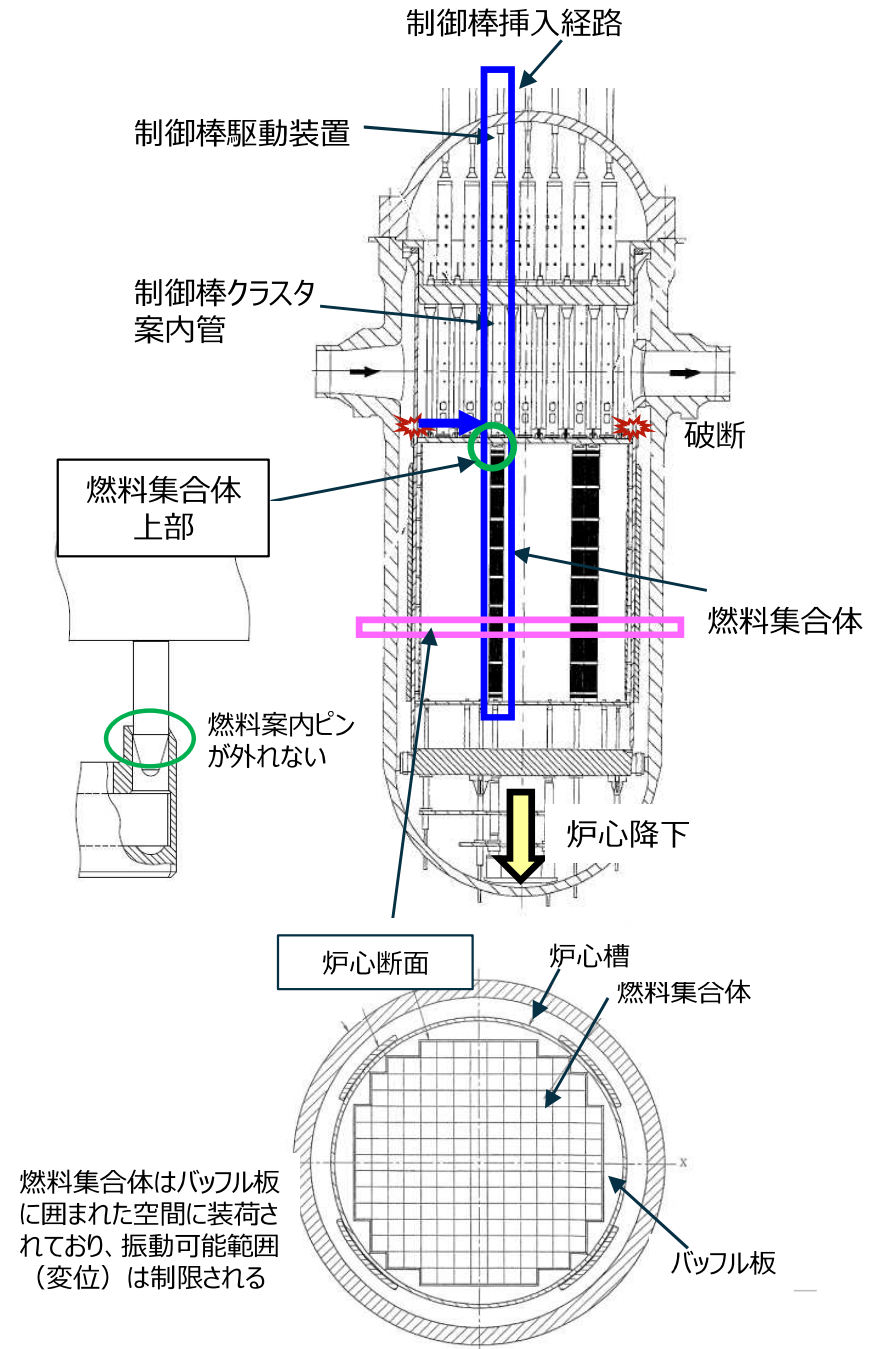 制御棒挿入経路
制御棒駆動装置
制御棒クラスタ
案内管
破断
燃料集合体
上部
燃料集合体
燃料案内ピン
が外れない
炉心降下
炉心断面
炉心槽
燃料集合体
x
燃料集合体はバッフル板
に囲まれた空間に装荷さ
れており、振動可能範囲
（変位）は制限される
バッフル板